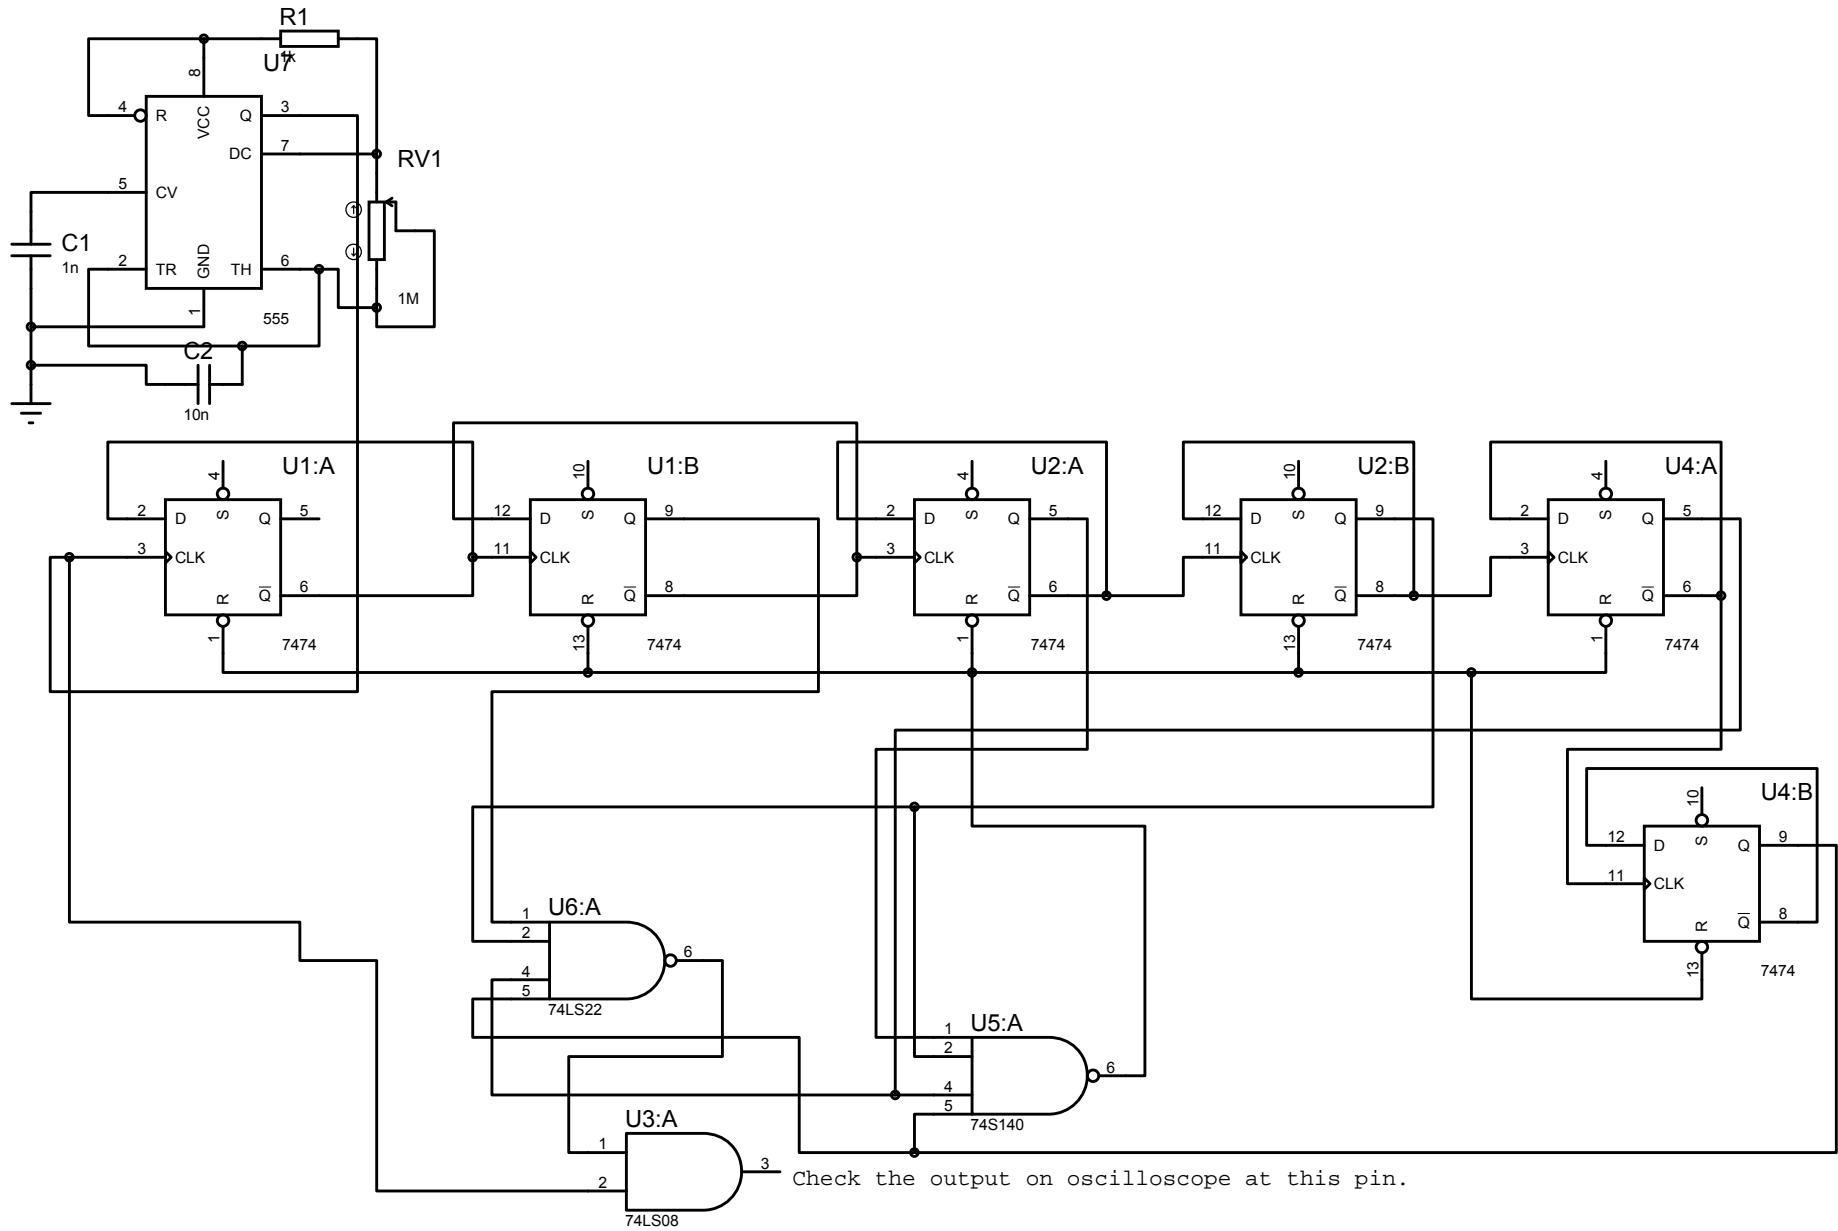 R1
1k
U7
8
4 R VCC Q 3
DC 7
RV1
5 CV
C1
1n
2 TR GND TH 6
1
1M
555
C2
10n
U1:A U1:B U2:A U2:B U4:A
4 10 4 10 4
2 D S Q 5 12 D S Q 9 2 D S Q 5 12 D S Q 9 2 D S Q 5
3 CLK 11 CLK 3 CLK 11 CLK 3 CLK
R Q 6 R Q 8 R Q 6 R Q 8 R Q 6
1 7474 13 7474 1 7474 13 7474 1 7474
U4:B
10
12 D S Q 9
11 CLK
R Q 8
13 7474
U6:A
1
2
6
4
5
74LS22
U5:A
1
2
6
4
5
74S140
U3:A
1
3
2
74LS08
Check the output on oscilloscope at this pin.